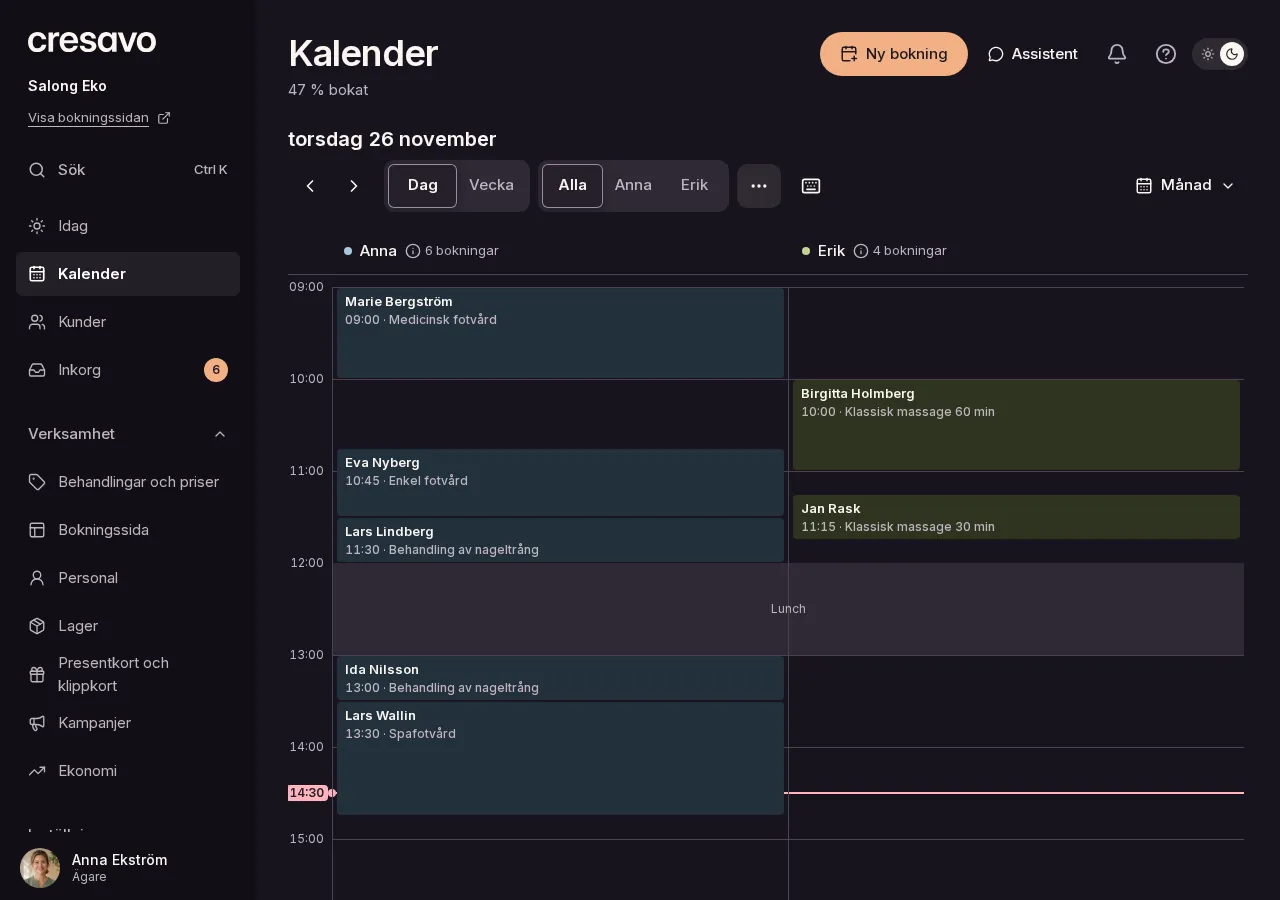 cresavo
Salong Eko
Visa bokningssidan
Sök Ctrl K
Idag
Kalender
Kunder
Inkorg 6
Verksamhet
Behandlingar och priser
Bokningssida
Personal
Lager
Presentkort och
klippkort
Kampanjer
Ekonomi
Anna Ekström
Ägare
Kalender
47 % bokat
Ny bokning
Assistent
torsdag 26 november
Dag Vecka
Alla Anna Erik
Månad
Anna 6 bokningar
Erik 4 bokningar
09:00
Marie Bergström
09:00 · Medicinsk fotvård
10:00
Birgitta Holmberg
10:00 · Klassisk massage 60 min
Eva Nyberg
10:45 · Enkel fotvård
11:00
Jan Rask
11:15 · Klassisk massage 30 min
Lars Lindberg
11:30 · Behandling av nageltrång
12:00
Lunch
13:00
Ida Nilsson
13:00 · Behandling av nageltrång
Lars Wallin
13:30 · Spafotvård
14:00
14:30
15:00